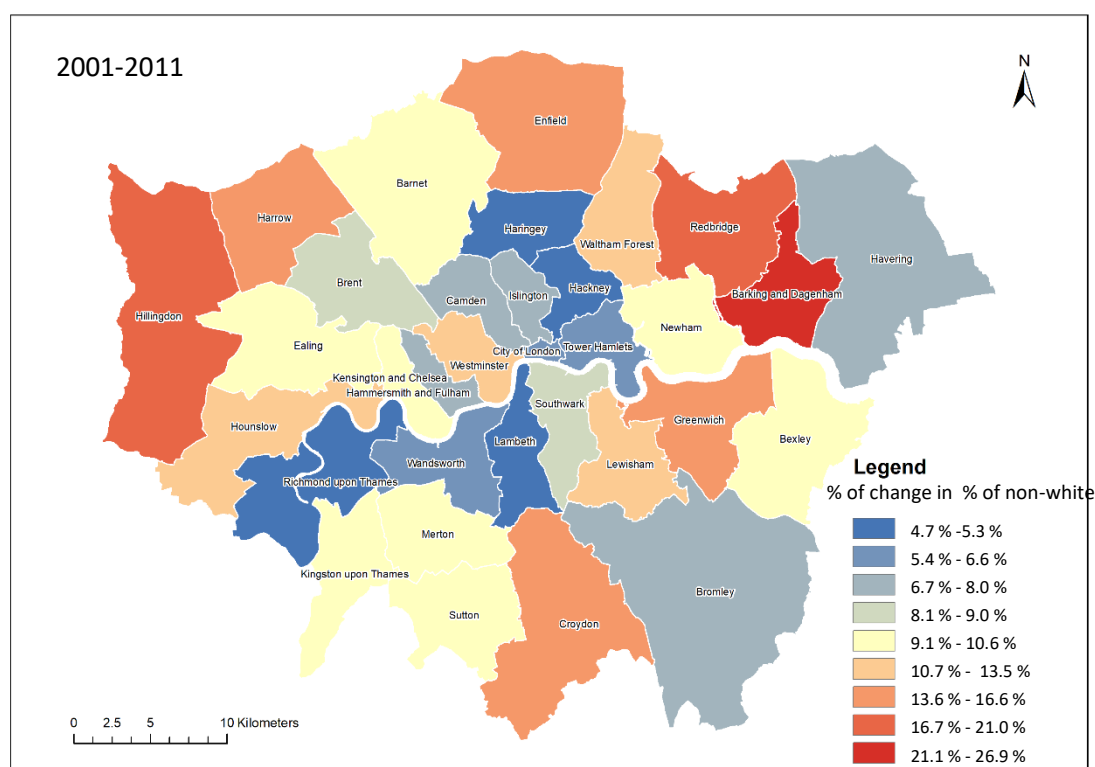 2001-2011
N
Enfield
Barnet
Harrow
Haringey
Waltham Forest
Redbridge
Havering
Brent
Camden
Islington
Hackney
Barking and Dagenham
Hillingdon
Newham
Ealing
City of London
Tower Hamlets
Westminster
Kensington and Chelsea
Hammersmith and Fulham
Southwark
Hounslow
Greenwich
Bexley
Lambeth
Wandsworth
Lewisham
Richmond upon Thames
Merton
Kingston upon Thames
Bromley
Sutton
Croydon
Legend
% of change in % of non-white
4.7 % -5.3 %
5.4 % - 6.6 %
6.7 % - 8.0 %
8.1 % - 9.0 %
9.1 % - 10.6 %
10.7 % - 13.5 %
13.6 % - 16.6 %
16.7 % - 21.0 %
21.1 % - 26.9 %
0 2.5 5 10 Kilometers